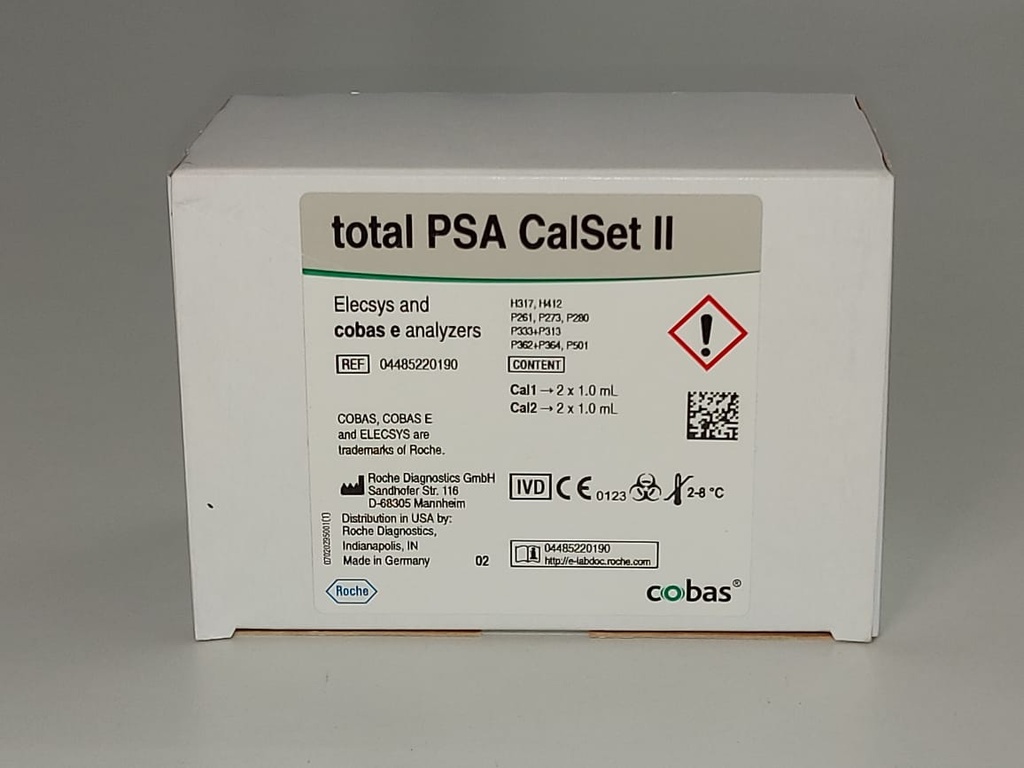 total PSA CalSet II
Elecsys and
cobas e analyzers
REF 04485220190
COBAS, COBAS E
and ELECSYS are
trademarks of Roche.
Roche Diagnostics GmbH
Sandhofer Str. 116
D-68305 Mannheim
Distribution in USA by:
Roche Diagnostics,
Indianapolis, IN
Made in Germany 02
Roche
H317, H412
P261, P273, P280
P333+P313
P362+P364, P501
CONTENT
Cal1 → 2 x 1.0 mL
Cal2 → 2 x 1.0 mL
IVD CE 0123 2-8 °C
04485220190
http://e-labdoc.roche.com
cobas®